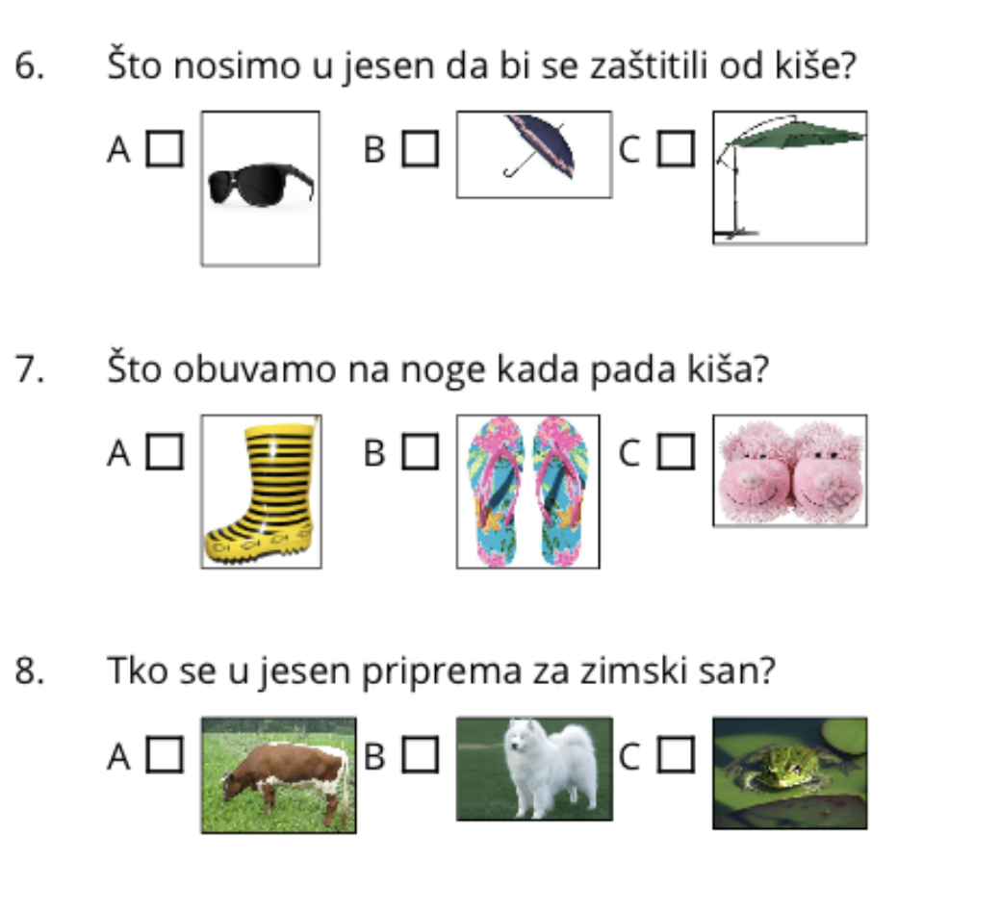 6. Što nosimo u jesen da bi se zaštitili od kiše?
A B C
7. Što obuvamo na noge kada pada kiša?
A B C
8. Tko se u jesen priprema za zimski san?
A B C